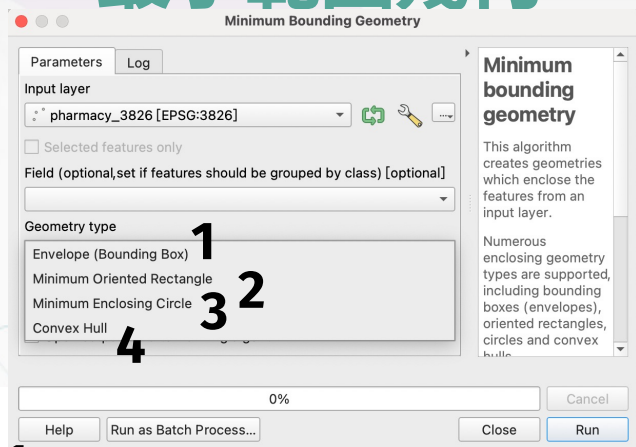 Minimum Bounding Geometry
Parameters
Log
Input layer
pharmacy_3826 [EPSG:3826]
Selected features only
Field (optional,set if features should be grouped by class) [optional]
Geometry type
Envelope (Bounding Box) 1
Minimum Oriented Rectangle 2
Minimum Enclosing Circle 3
Convex Hull 4
Minimum
bounding
geometry
This algorithm
creates geometries
which enclose the
features from an
input layer.
Numerous
enclosing geometry
types are supported,
including bounding
boxes (envelopes),
oriented rectangles,
circles and convex
hulls
0%
Cancel
Help
Run as Batch Process...
Close
Run